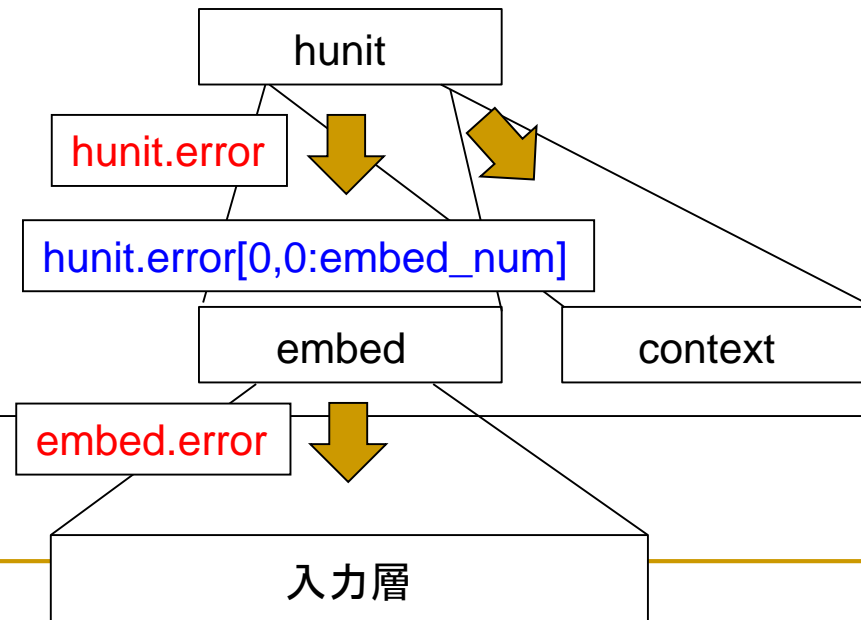 hunit
hunit.error
hunit.error[0,0:embed_num]
embed
context
embed.error
入力層